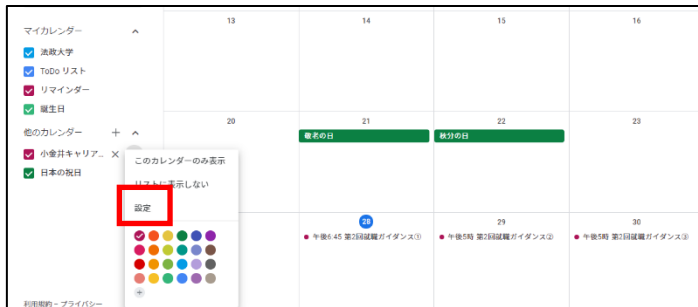 マイカレンダー
法政大学
ToDo リスト
リマインダー
誕生日
他のカレンダー
小金井キャリア...
日本の祝日
このカレンダーのみ表示
リストに表示しない
設定
利用規約 – プライバシー
13 14 15 16
20 21 22 23
敬老の日 秋分の日
28 29 30
午後6:45 第2回就職ガイダンス① 午後5時 第2回就職ガイダンス② 午後5時 第2回就職ガイダンス③